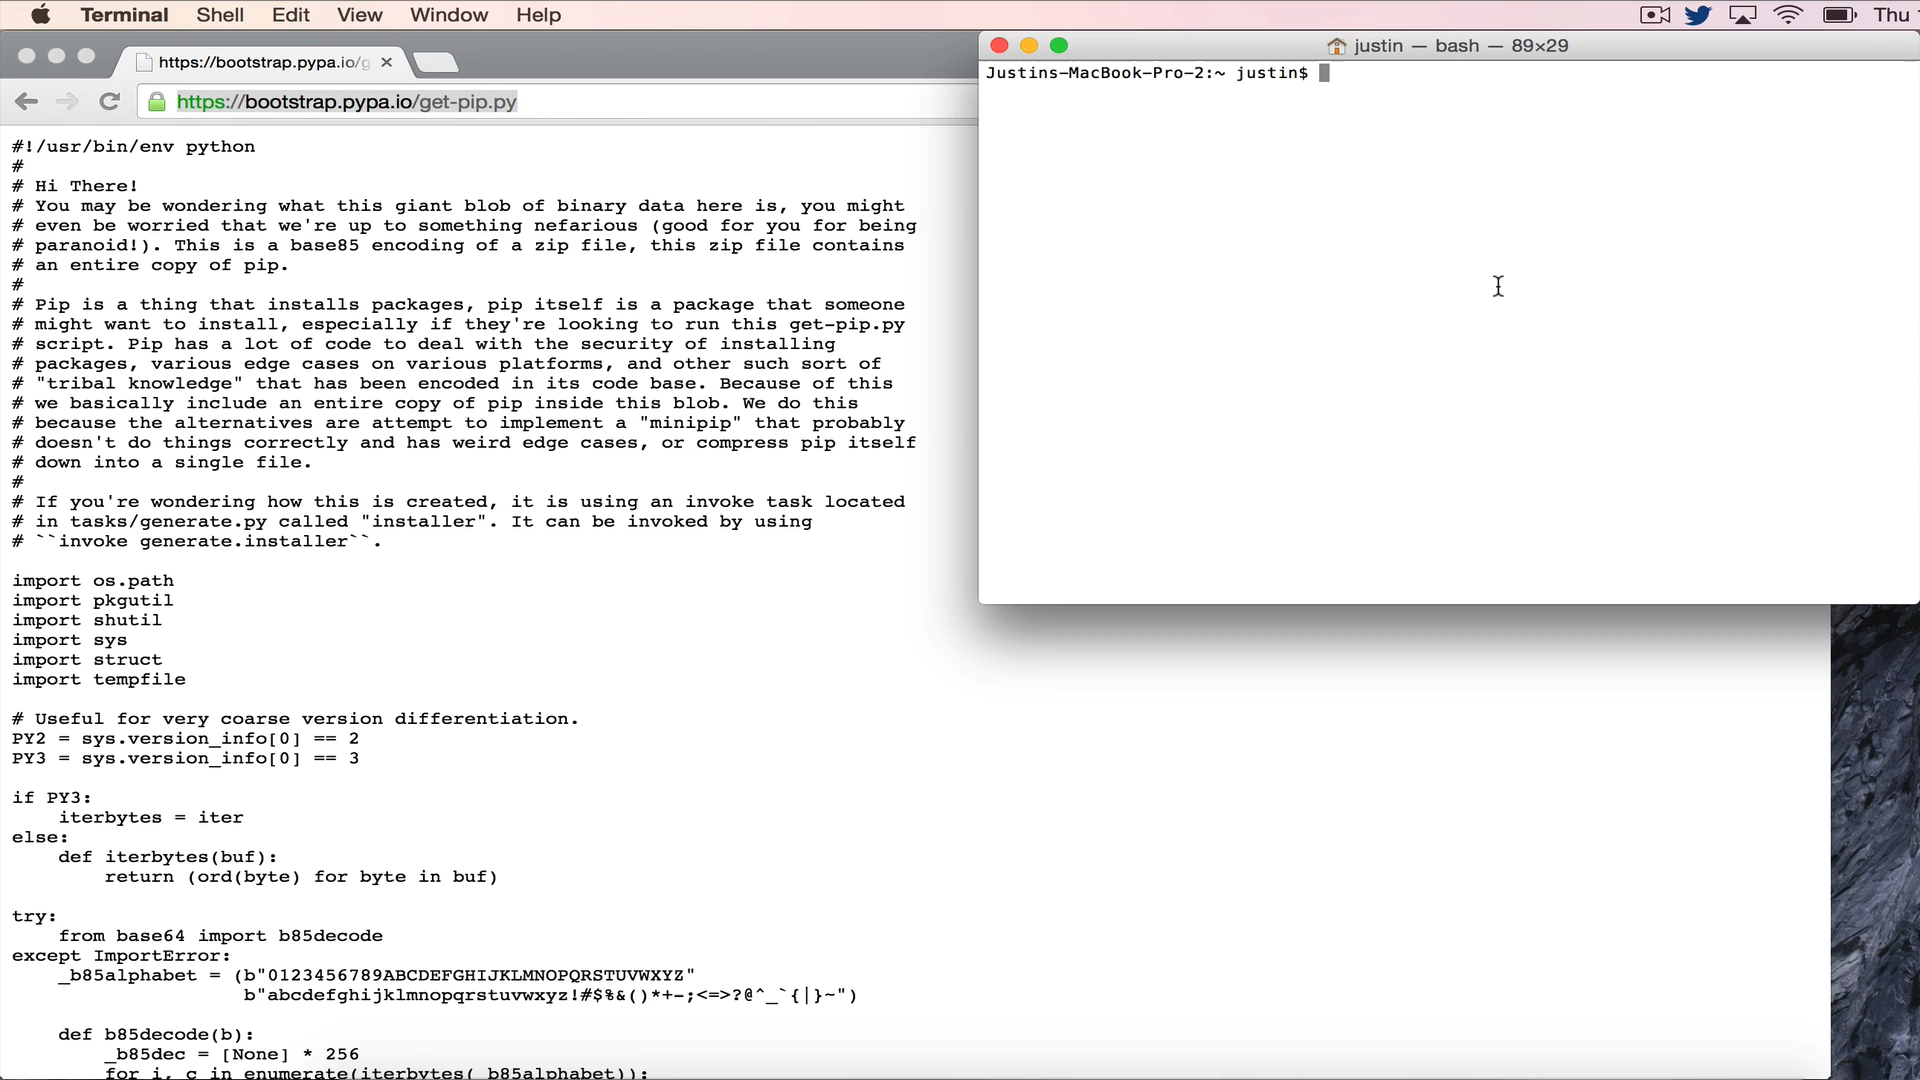 Terminal Shell Edit View Window Help Thu
https://bootstrap.pypa.io/g
https://bootstrap.pypa.io/get-pip.py
justin — bash — 89×29
Justins-MacBook-Pro-2:~ justin$
#!/usr/bin/env python
#
# Hi There!
# You may be wondering what this giant blob of binary data here is, you might
# even be worried that we're up to something nefarious (good for you for being
# paranoid!). This is a base85 encoding of a zip file, this zip file contains
# an entire copy of pip.
#
# Pip is a thing that installs packages, pip itself is a package that someone
# might want to install, especially if they're looking to run this get-pip.py
# script. Pip has a lot of code to deal with the security of installing
# packages, various edge cases on various platforms, and other such sort of
# "tribal knowledge" that has been encoded in its code base. Because of this
# we basically include an entire copy of pip inside this blob. We do this
# because the alternatives are attempt to implement a "minipip" that probably
# doesn't do things correctly and has weird edge cases, or compress pip itself
# down into a single file.
#
# If you're wondering how this is created, it is using an invoke task located
# in tasks/generate.py called "installer". It can be invoked by using
# ``invoke generate.installer``.

import os.path
import pkgutil
import shutil
import sys
import struct
import tempfile

# Useful for very coarse version differentiation.
PY2 = sys.version_info[0] == 2
PY3 = sys.version_info[0] == 3

if PY3:
    iterbytes = iter
else:
    def iterbytes(buf):
        return (ord(byte) for byte in buf)

try:
    from base64 import b85decode
except ImportError:
    _b85alphabet = (b"0123456789ABCDEFGHIJKLMNOPQRSTUVWXYZ"
                    b"abcdefghijklmnopqrstuvwxyz!#$%&()*+-;<=>?@^_`{|}~")

    def b85decode(b):
        _b85dec = [None] * 256
        for i, c in enumerate(iterbytes(_b85alphabet)):